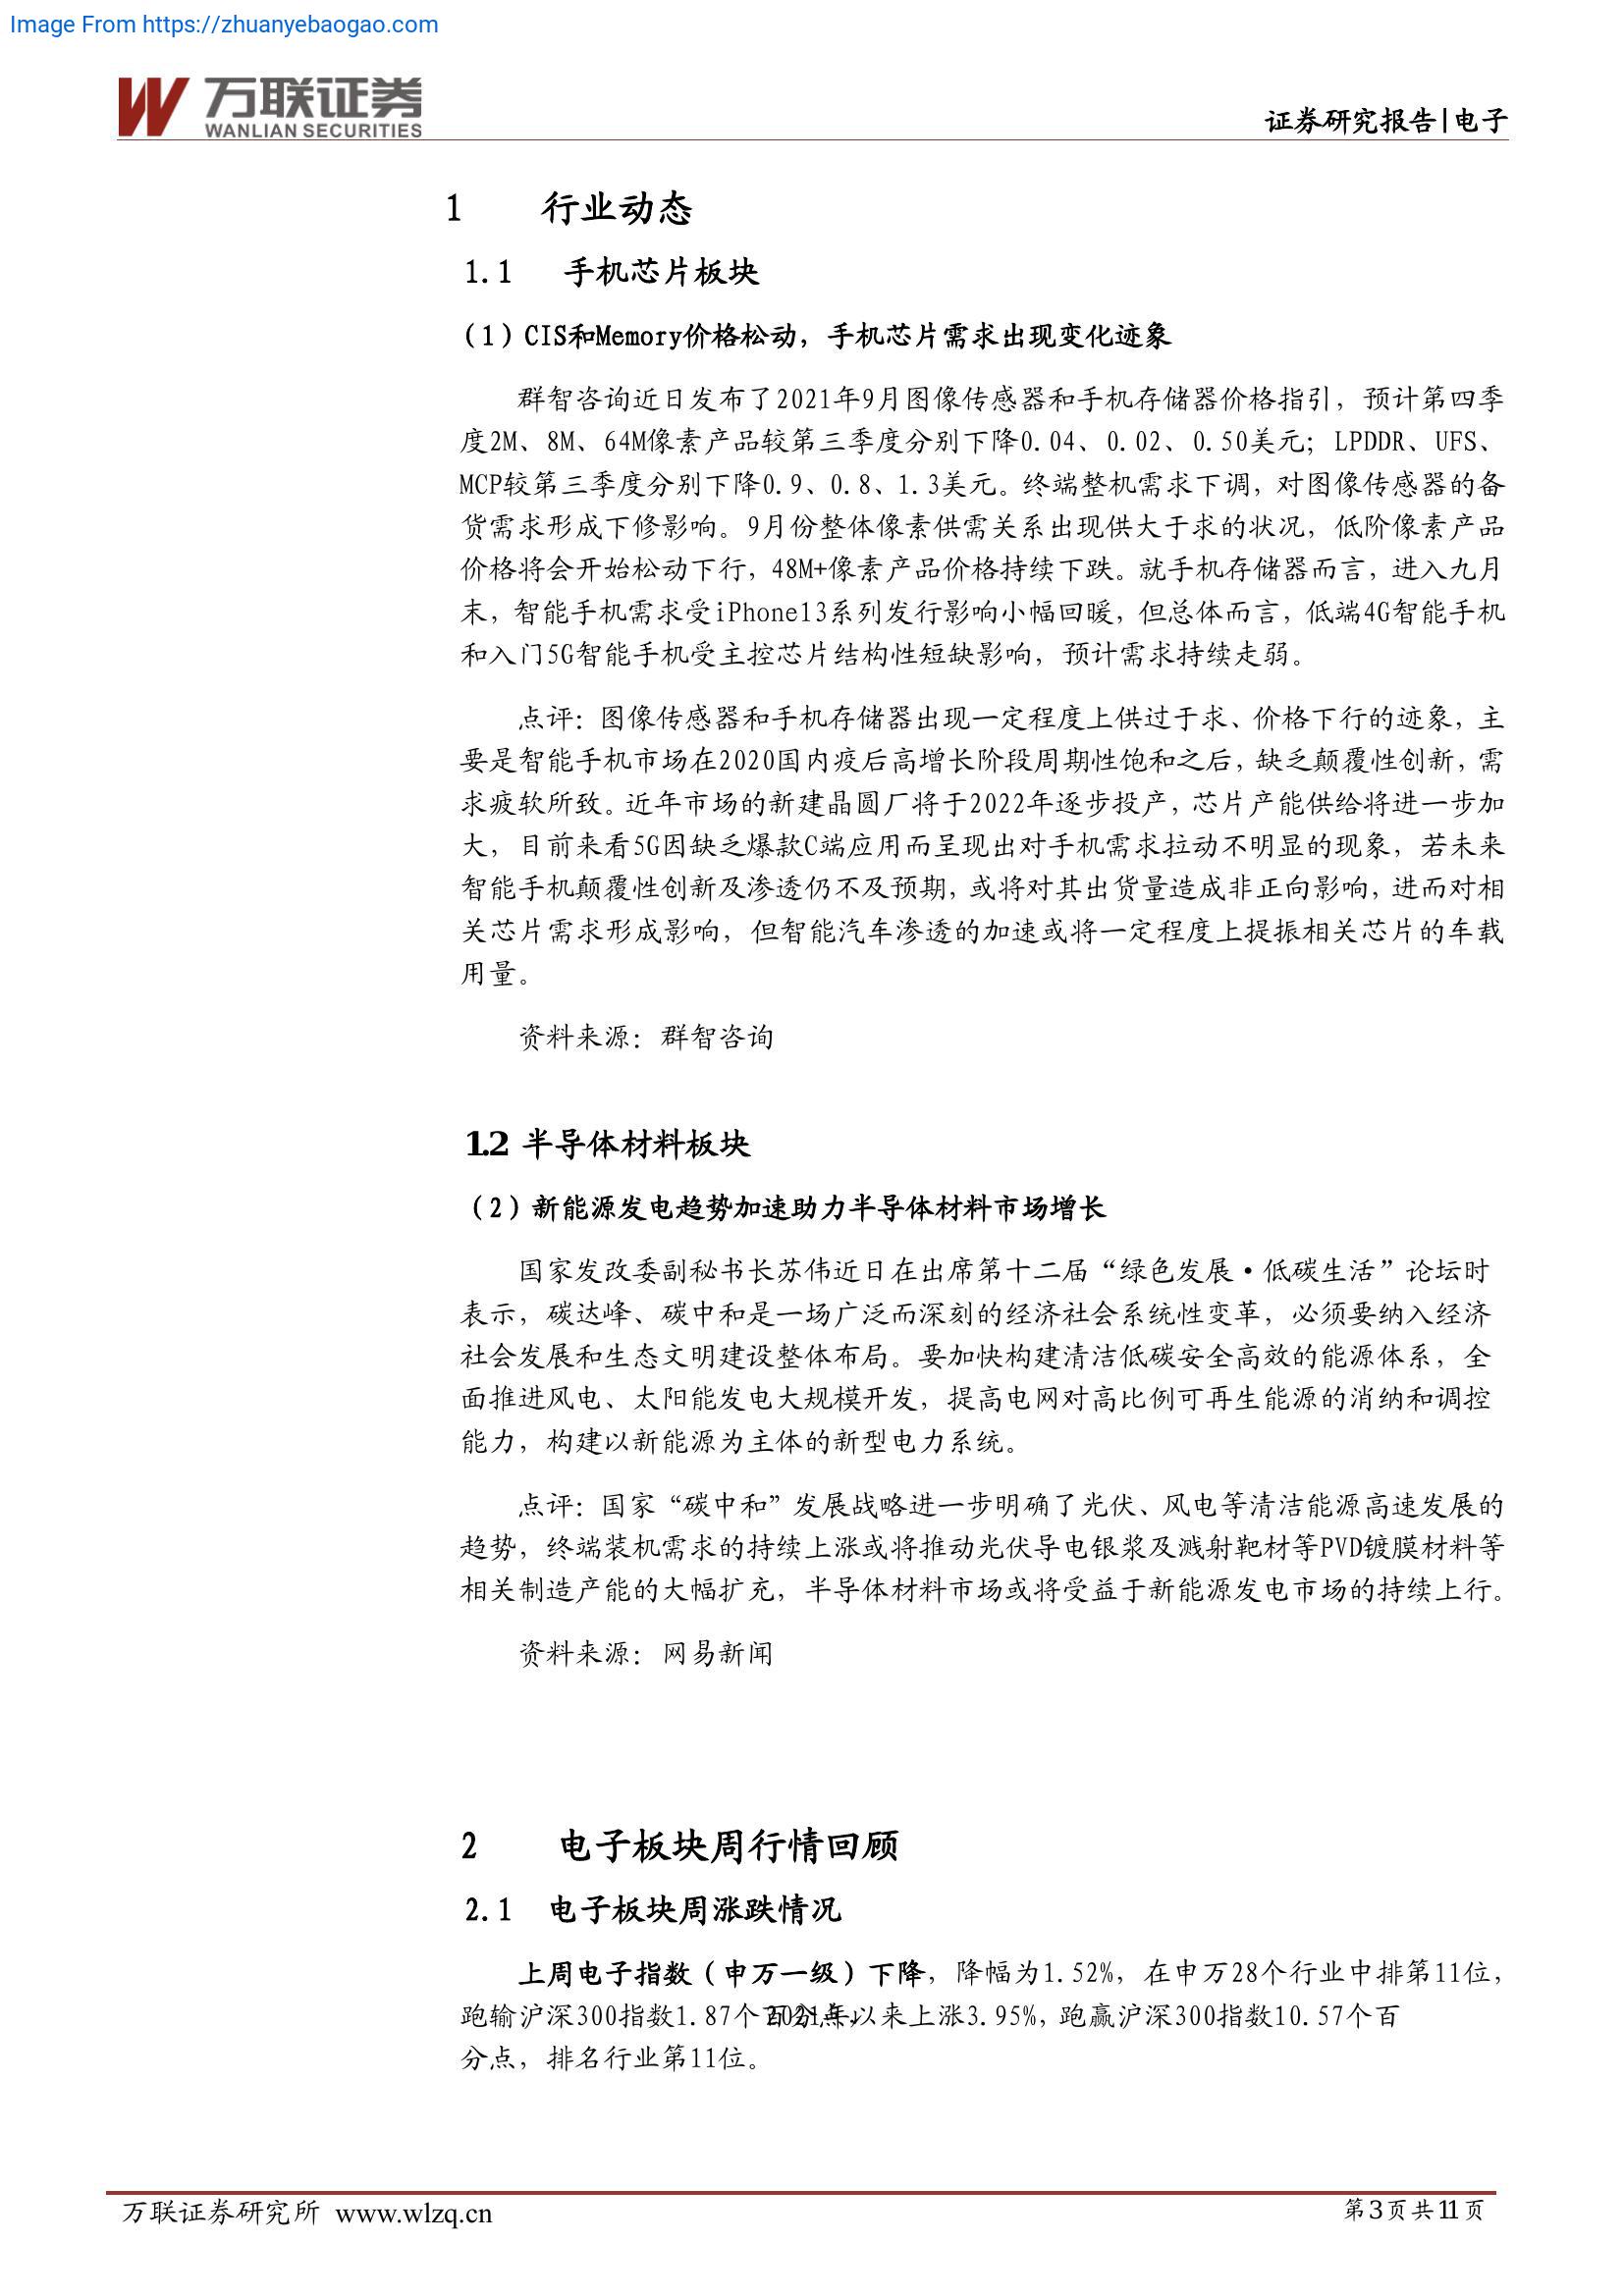 Image From https://zhuanyebaogao.com
万联证券
WANLIAN SECURITIES
证券研究报告|电子
1 行业动态
1.1 手机芯片板块
（1）CIS和Memory价格松动，手机芯片需求出现变化迹象
群智咨询近日发布了2021年9月图像传感器和手机存储器价格指引，预计第四季
度2M、8M、64M像素产品较第三季度分别下降0.04、0.02、0.50美元；LPDDR、UFS、
MCP较第三季度分别下降0.9、0.8、1.3美元。终端整机需求下调，对图像传感器的备
货需求形成下修影响。9月份整体像素供需关系出现供大于求的状况，低阶像素产品
价格将会开始松动下行，48M+像素产品价格持续下跌。就手机存储器而言，进入九月
末，智能手机需求受iPhone13系列发行影响小幅回暖，但总体而言，低端4G智能手机
和入门5G智能手机受主控芯片结构性短缺影响，预计需求持续走弱。
点评：图像传感器和手机存储器出现一定程度上供过于求、价格下行的迹象，主
要是智能手机市场在2020国内疫后高增长阶段周期性饱和之后，缺乏颠覆性创新，需
求疲软所致。近年市场的新建晶圆厂将于2022年逐步投产，芯片产能供给将进一步加
大，目前来看5G因缺乏爆款C端应用而呈现出对手机需求拉动不明显的现象，若未来
智能手机颠覆性创新及渗透仍不及预期，或将对其出货量造成非正向影响，进而对相
关芯片需求形成影响，但智能汽车渗透的加速或将一定程度上提振相关芯片的车载
用量。
资料来源：群智咨询
1.2 半导体材料板块
（2）新能源发电趋势加速助力半导体材料市场增长
国家发改委副秘书长苏伟近日在出席第十二届“绿色发展•低碳生活”论坛时
表示，碳达峰、碳中和是一场广泛而深刻的经济社会系统性变革，必须要纳入经济
社会发展和生态文明建设整体布局。要加快构建清洁低碳安全高效的能源体系，全
面推进风电、太阳能发电大规模开发，提高电网对高比例可再生能源的消纳和调控
能力，构建以新能源为主体的新型电力系统。
点评：国家“碳中和”发展战略进一步明确了光伏、风电等清洁能源高速发展的
趋势，终端装机需求的持续上涨或将推动光伏导电银浆及溅射靶材等PVD镀膜材料等
相关制造产能的大幅扩充，半导体材料市场或将受益于新能源发电市场的持续上行。
资料来源：网易新闻
2 电子板块周行情回顾
2.1 电子板块周涨跌情况
上周电子指数（申万一级）下降，降幅为1.52%，在申万28个行业中排第11位，
跑输沪深300指数1.87个百分点，2021年以来上涨3.95%，跑赢沪深300指数10.57个百
分点，排名行业第11位。
万联证券研究所 www.wlzq.cn
第3页共11页